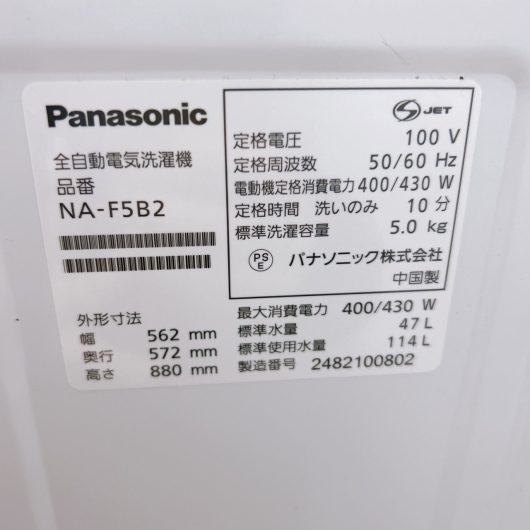 Panasonic
全自動電気洗濯機
品番
NA-F5B2
外形寸法
幅 562 mm
奥行 572 mm
高さ 880 mm
S JET
定格電圧 100 V
定格周波数 50/60 Hz
電動機定格消費電力 400/430 W
定格時間 洗いのみ 10 分
標準洗濯容量 5.0 kg
PS E パナソニック株式会社
中国製
最大消費電力 400/430 W
標準水量 47 L
標準使用水量 114 L
製造番号 2482100802